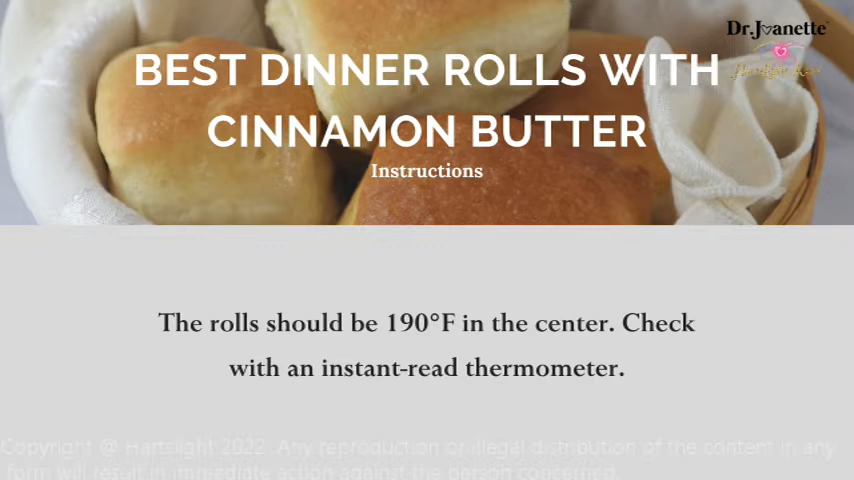 Dr.Joanette
BEST DINNER ROLLS WITH
CINNAMON BUTTER
Instructions
The rolls should be 190°F in the center. Check
with an instant-read thermometer.
Copyright @ Hartslight 2022. Any reproduction or illegal distribution of the content in any
form will result in immediate action against the person concerned.